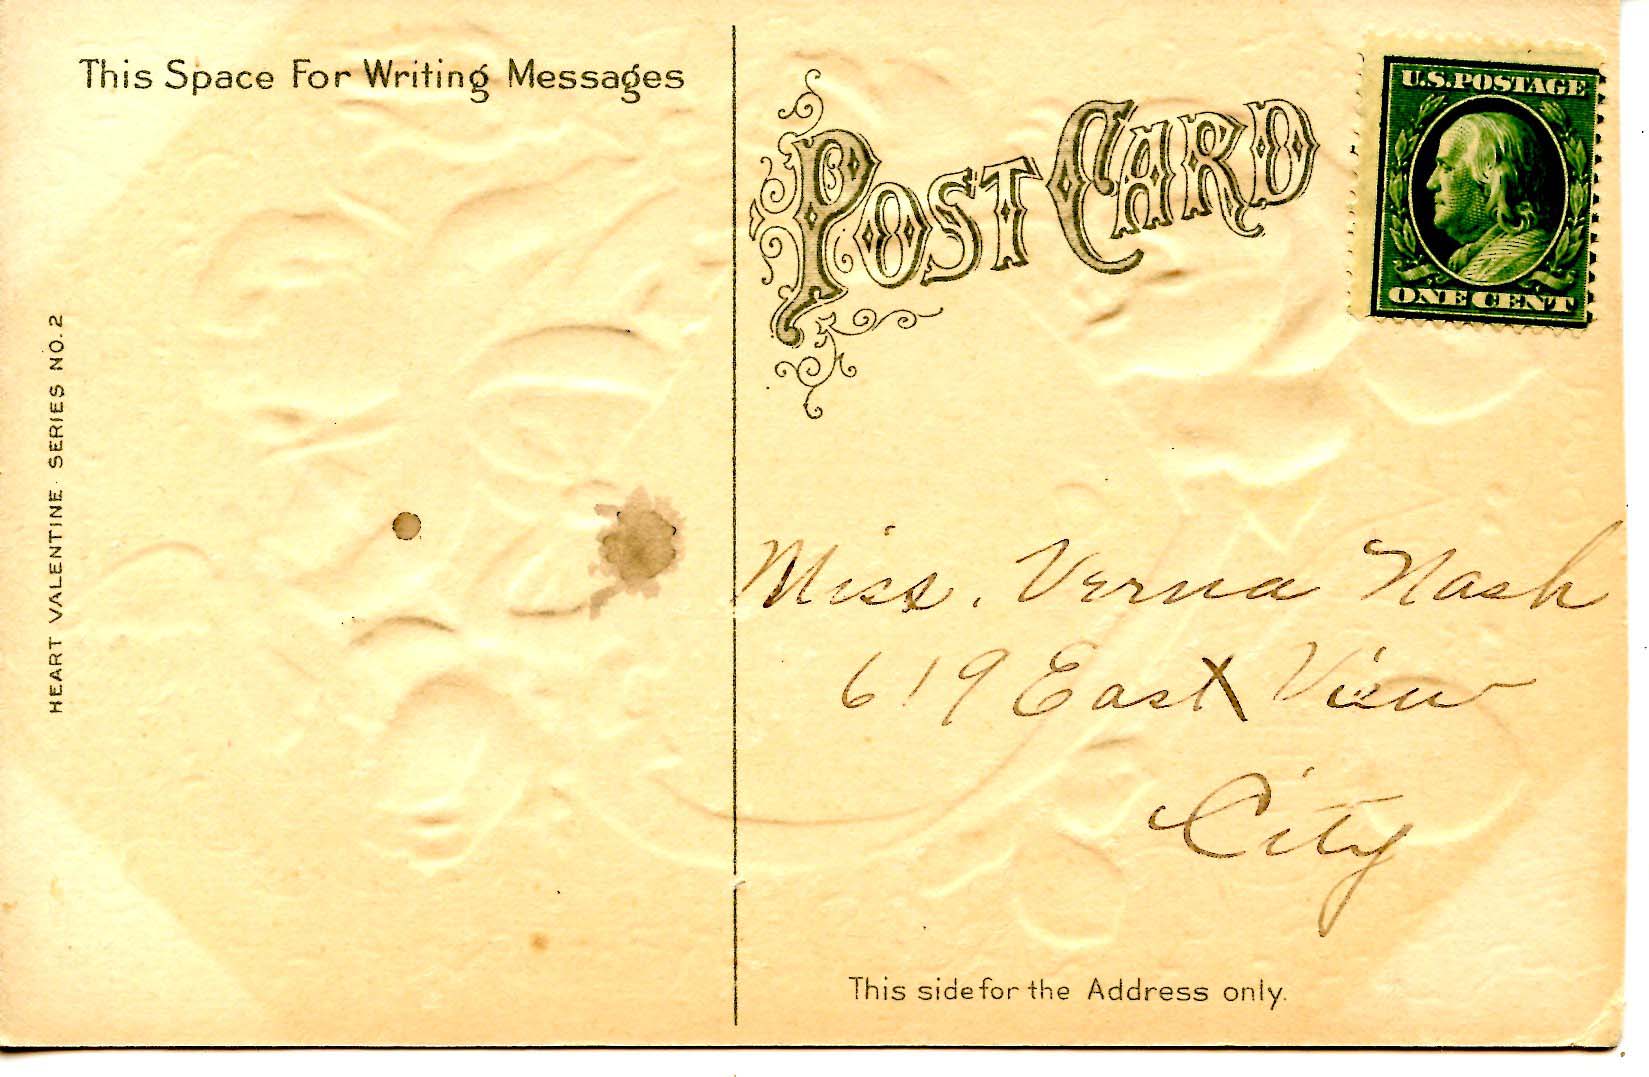 This Space For Writing Messages
POST CARD
U.S. POSTAGE
ONE CENT
HEART VALENTINE SERIES NO. 2
Miss. Verna Nash
619 East View
City
This side for the Address only.